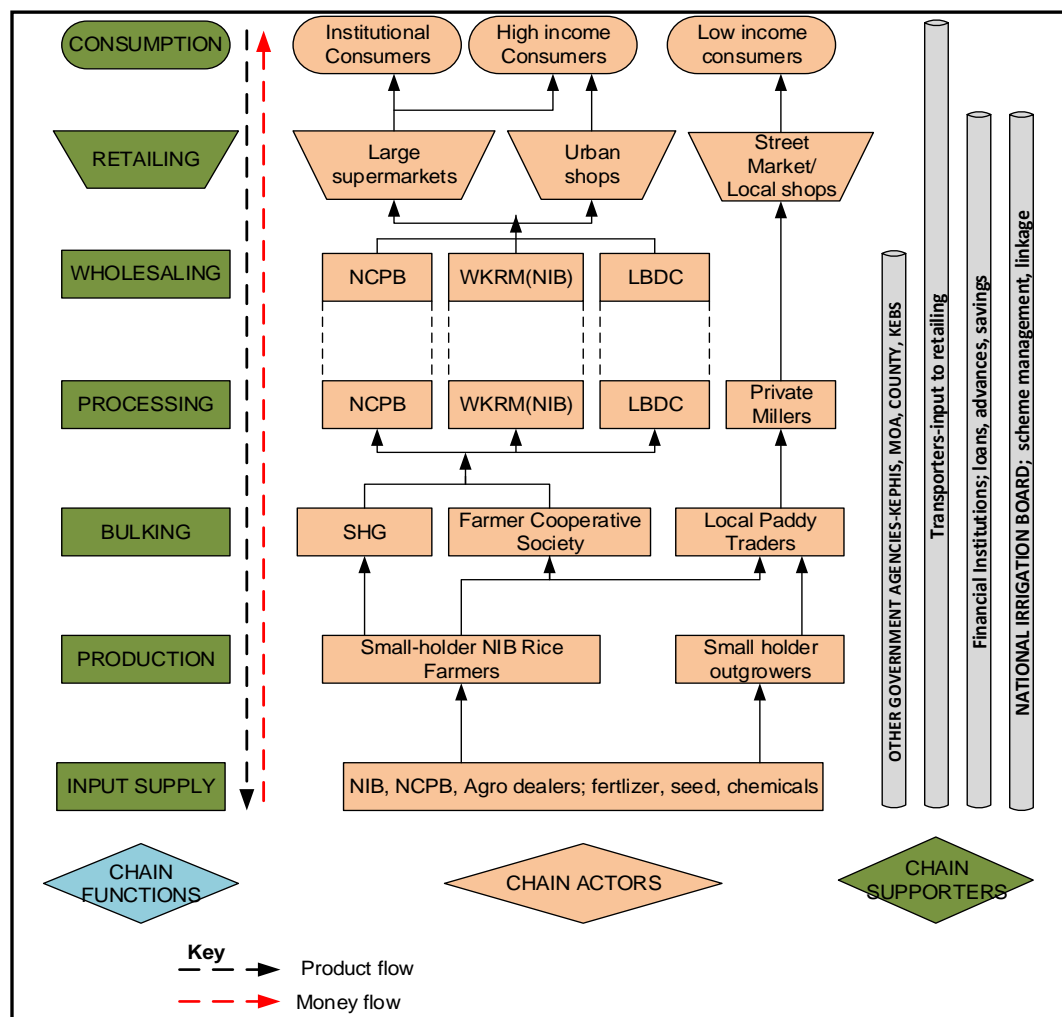 CONSUMPTION
Institutional
Consumers
High income
Consumers
Low income
consumers
RETAILING
Large
supermarkets
Urban
shops
Street
Market/
Local shops
WHOLESALING
NCPB
WKRM(NIB)
LBDC
PROCESSING
NCPB
WKRM(NIB)
LBDC
Private
Millers
BULKING
SHG
Farmer Cooperative
Society
Local Paddy
Traders
PRODUCTION
Small-holder NIB Rice
Farmers
Small holder
outgrowers
INPUT SUPPLY
NIB, NCPB, Agro dealers; fertlizer, seed, chemicals
OTHER GOVERNMENT AGENCIES-KEPHIS, MOA, COUNTY, KEBS
Transporters-input to retailing
Financial Institutions; loans, advances, savings
NATIONAL IRRIGATION BOARD; scheme management, linkage
CHAIN
FUNCTIONS
CHAIN ACTORS
CHAIN
SUPPORTERS
Key
Product flow
Money flow